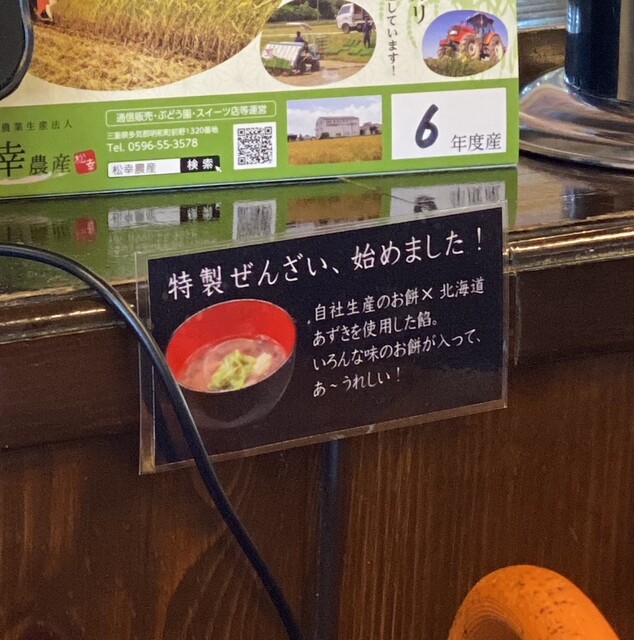 リ
しています！
農業生産法人
幸農産 松幸
通信販売・ぶどう園・スイーツ店等運営
三重県多気郡明和町前野1320番地
Tel. 0596-55-3578
松幸農産 検索
6 年度産
特製ぜんざい、始めました！
自社生産のお餅×北海道
あずきを使用した餡。
いろんな味のお餅が入って、
あ～うれしい！